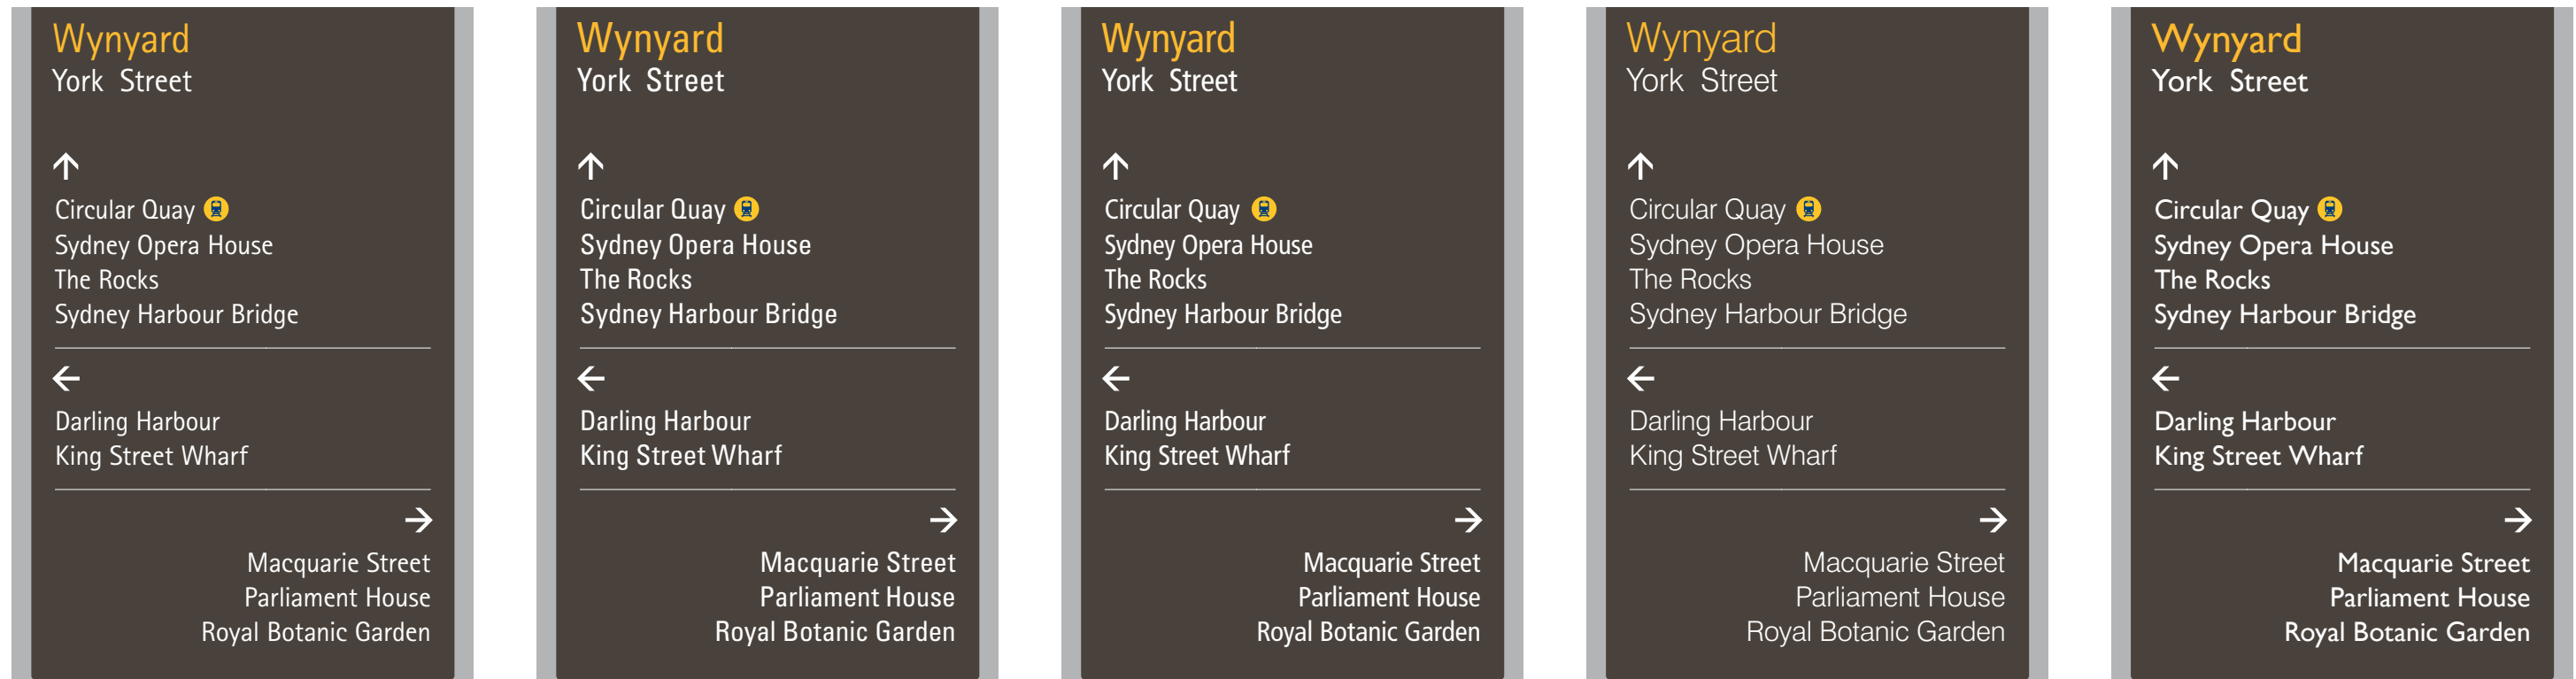 Wynyard
York Street
Circular Quay
Sydney Opera House
The Rocks
Sydney Harbour Bridge
Darling Harbour
King Street Wharf
Macquarie Street
Parliament House
Royal Botanic Garden
Wynyard
York Street
Circular Quay
Sydney Opera House
The Rocks
Sydney Harbour Bridge
Darling Harbour
King Street Wharf
Macquarie Street
Parliament House
Royal Botanic Garden
Wynyard
York Street
Circular Quay
Sydney Opera House
The Rocks
Sydney Harbour Bridge
Darling Harbour
King Street Wharf
Macquarie Street
Parliament House
Royal Botanic Garden
Wynyard
York Street
Circular Quay
Sydney Opera House
The Rocks
Sydney Harbour Bridge
Darling Harbour
King Street Wharf
Macquarie Street
Parliament House
Royal Botanic Garden
Wynyard
York Street
Circular Quay
Sydney Opera House
The Rocks
Sydney Harbour Bridge
Darling Harbour
King Street Wharf
Macquarie Street
Parliament House
Royal Botanic Garden